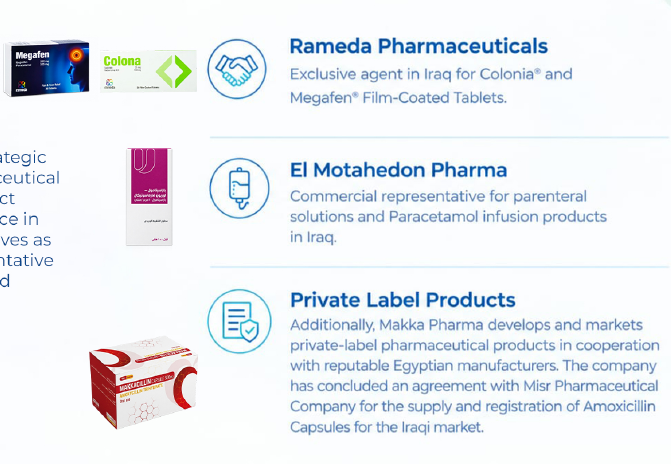 Megafen
Colona
Rameda Pharmaceuticals
Exclusive agent in Iraq for Colonia® and
Megafen® Film-Coated Tablets.
ategic
ceutical
ct
ce in
ves as
ntative
d
El Motahedon Pharma
Commercial representative for parenteral
solutions and Paracetamol infusion products
in Iraq.
MAKKACILLIN
Private Label Products
Additionally, Makka Pharma develops and markets
private-label pharmaceutical products in cooperation
with reputable Egyptian manufacturers. The company
has concluded an agreement with Misr Pharmaceutical
Company for the supply and registration of Amoxicillin
Capsules for the Iraqi market.